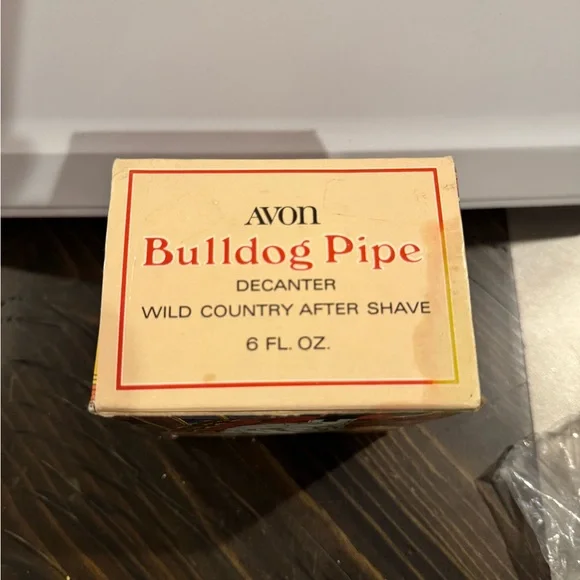 AVON
Bulldog Pipe
DECANTER
WILD COUNTRY AFTER SHAVE
6 FL. OZ.